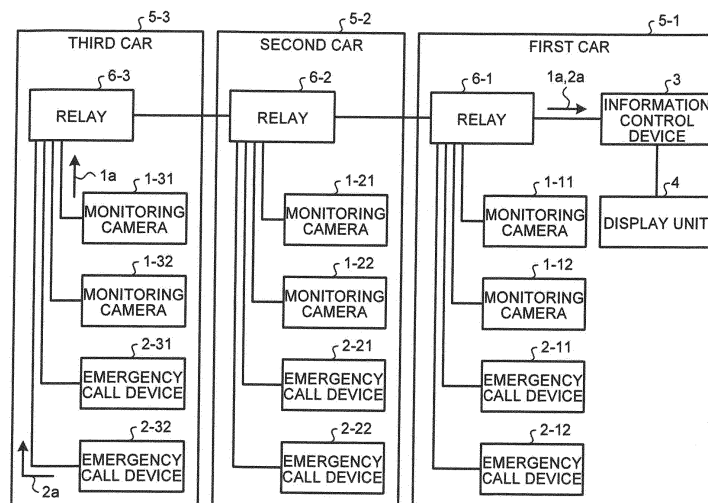 5-3
5-2
5-1
THIRD CAR
SECOND CAR
FIRST CAR
6-3
6-2
6-1
1a,2a
3
RELAY
RELAY
RELAY
INFORMATION
CONTROL
DEVICE
1a
1-31
1-21
1-11
4
MONITORING
CAMERA
MONITORING
CAMERA
MONITORING
CAMERA
DISPLAY UNIT
1-32
1-22
1-12
MONITORING
CAMERA
MONITORING
CAMERA
MONITORING
CAMERA
2-31
2-21
2-11
EMERGENCY
CALL DEVICE
EMERGENCY
CALL DEVICE
EMERGENCY
CALL DEVICE
2-32
2-22
2-12
EMERGENCY
CALL DEVICE
EMERGENCY
CALL DEVICE
EMERGENCY
CALL DEVICE
2a